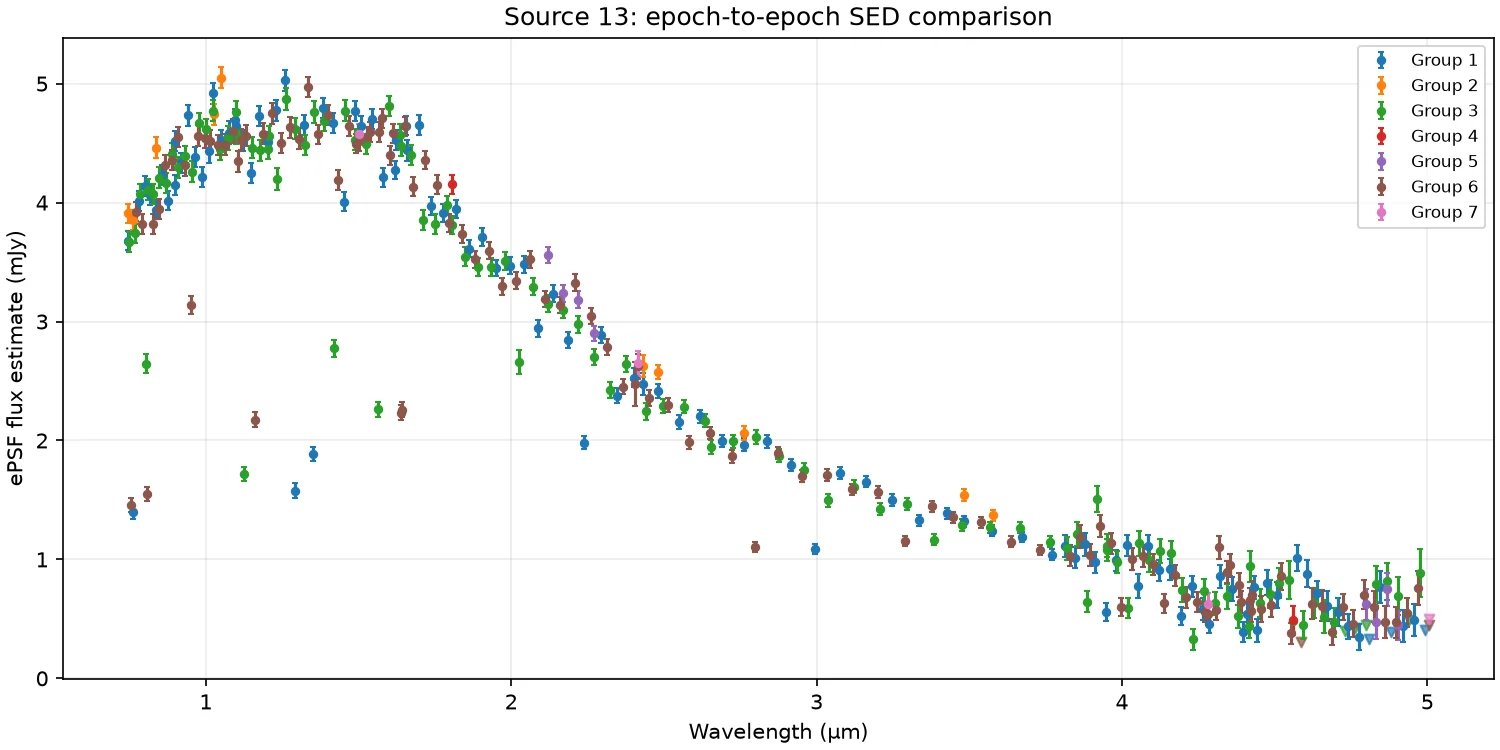 Source 13: epoch-to-epoch SED comparison
ePSF flux estimate (mJy)
5
4
3
2
1
0
Group 1
Group 2
Group 3
Group 4
Group 5
Group 6
Group 7
1 2 3 4 5
Wavelength (μm)